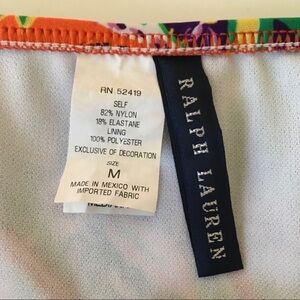 RN 52419
SELF
82% NYLON
18% ELASTANE
LINING
100% POLYESTER
EXCLUSIVE OF DECORATION
SIZE
M
MADE IN MEXICO WITH
IMPORTED FABRIC
RALPH LAUREN